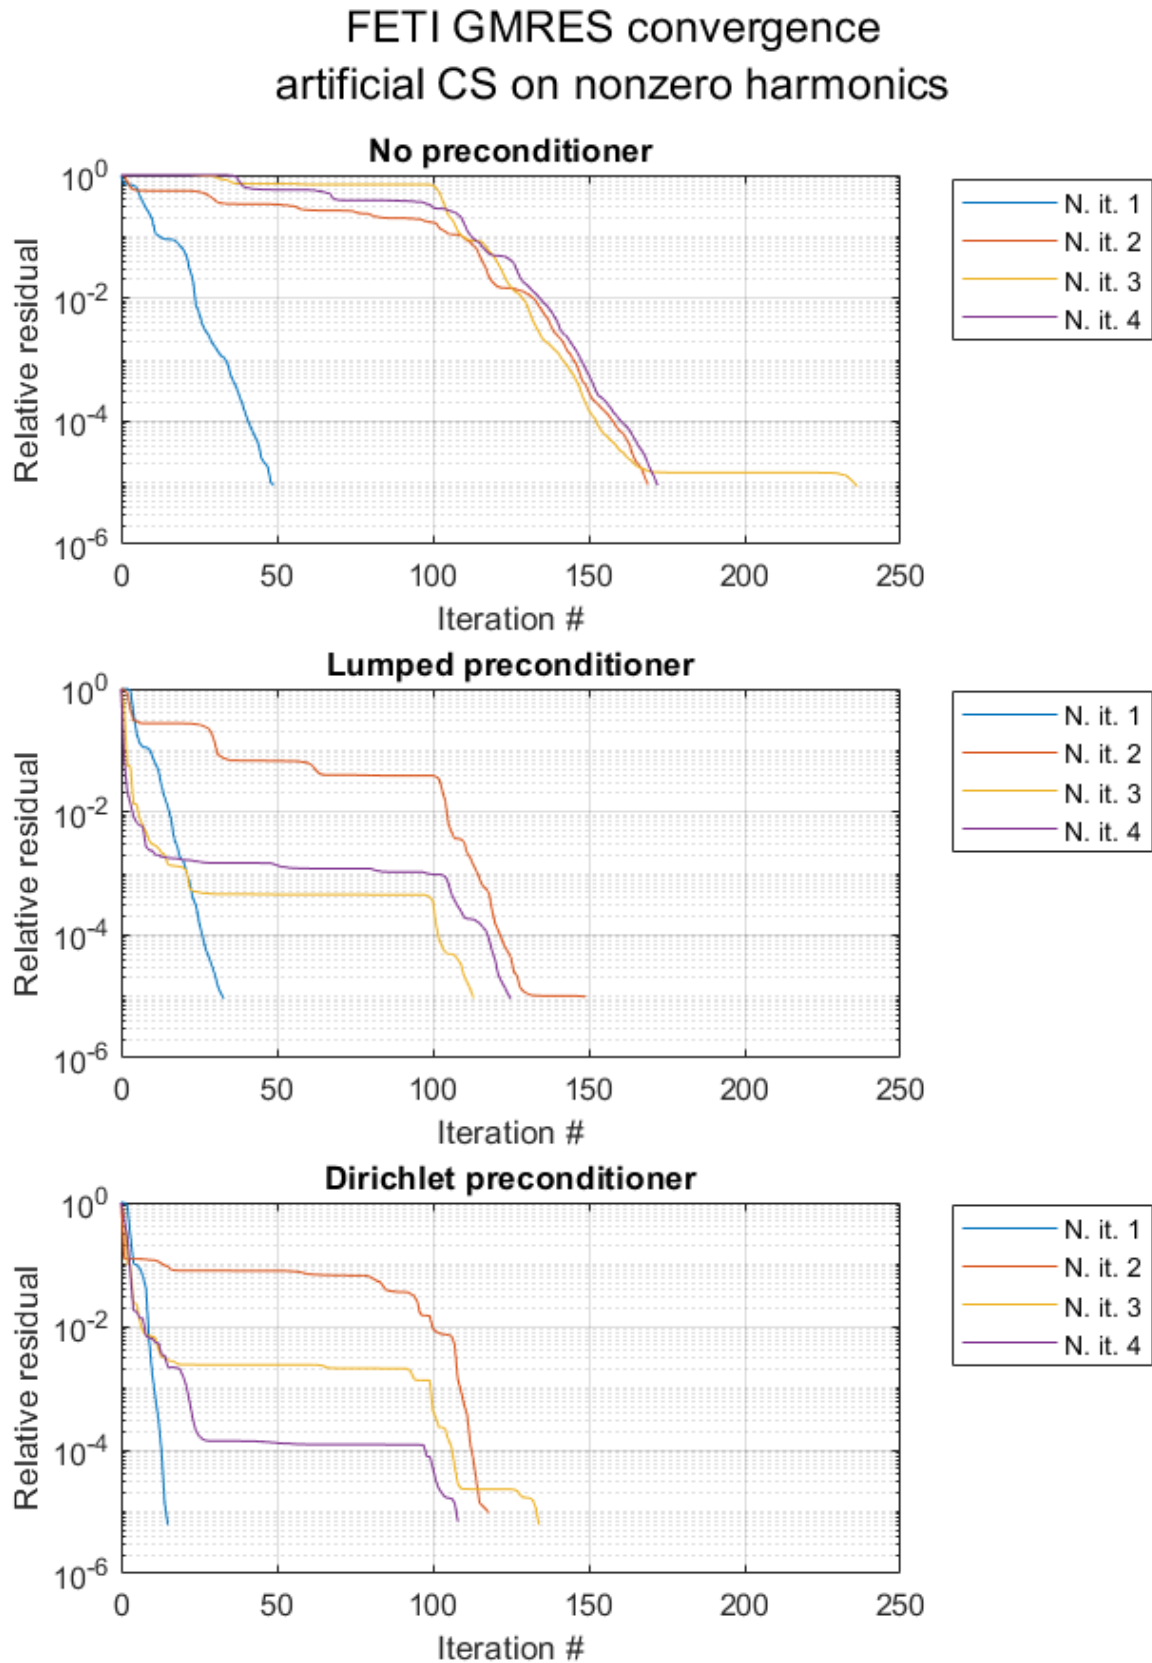 FETI GMRES convergence
artificial CS on nonzero harmonics
No preconditioner
10^0
10^-2
10^-4
10^-6
Relative residual
0 50 100 150 200 250
Iteration #
N. it. 1
N. it. 2
N. it. 3
N. it. 4
Lumped preconditioner
10^0
10^-2
10^-4
10^-6
Relative residual
0 50 100 150 200 250
Iteration #
N. it. 1
N. it. 2
N. it. 3
N. it. 4
Dirichlet preconditioner
10^0
10^-2
10^-4
10^-6
Relative residual
0 50 100 150 200 250
Iteration #
N. it. 1
N. it. 2
N. it. 3
N. it. 4